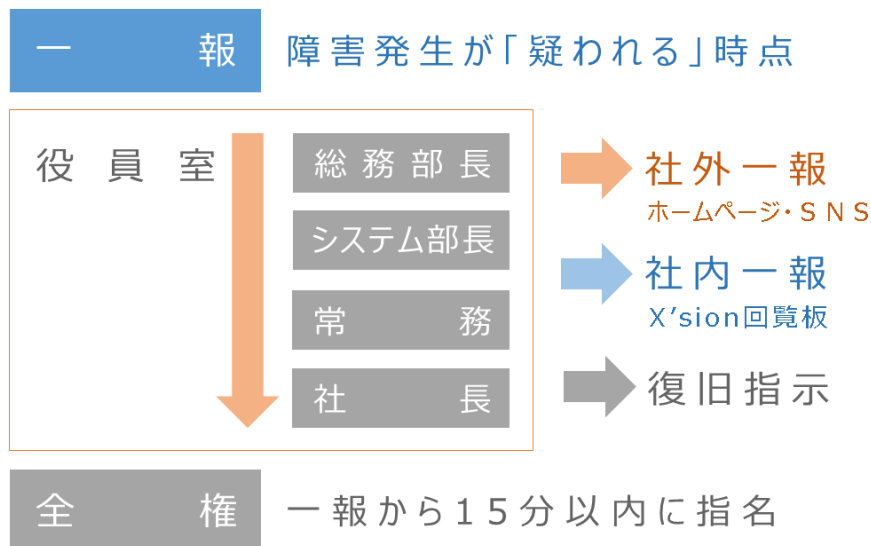 一報 障害発生が「疑われる」時点
役員室
総務部長
システム部長
常務
社長
社外一報
ホームページ・SNS
社内一報
X’sion回覧板
復旧指示
全権 一報から15分以内に指名